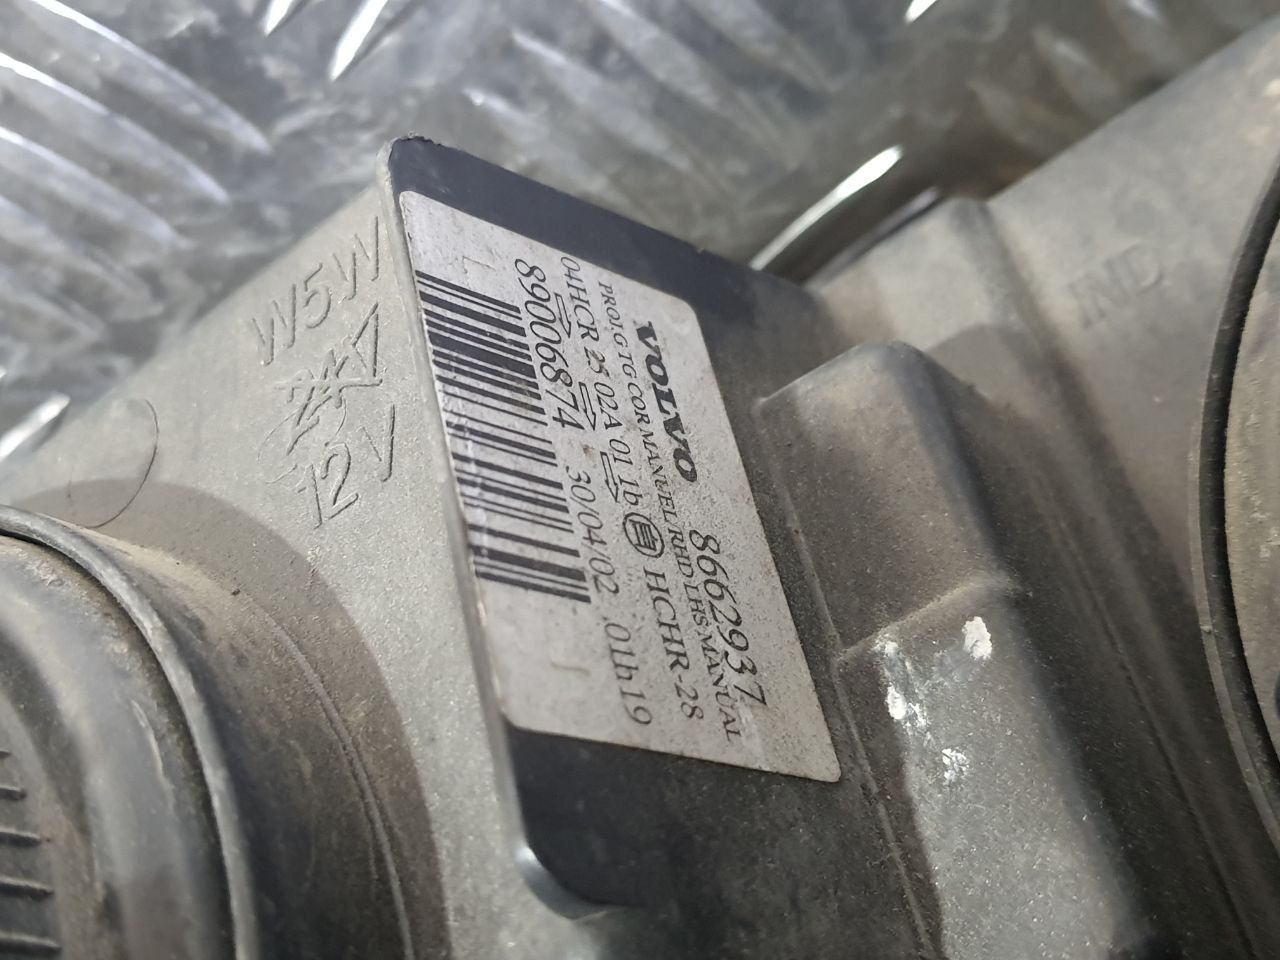 VOLVO 8662937
PROJ G TG COR MANUEL/RHD LHS MANUAL
04HCR 25 02A 01 1b HCHR-28
89006874 30/04/02 01h19
W5W
12V
IND